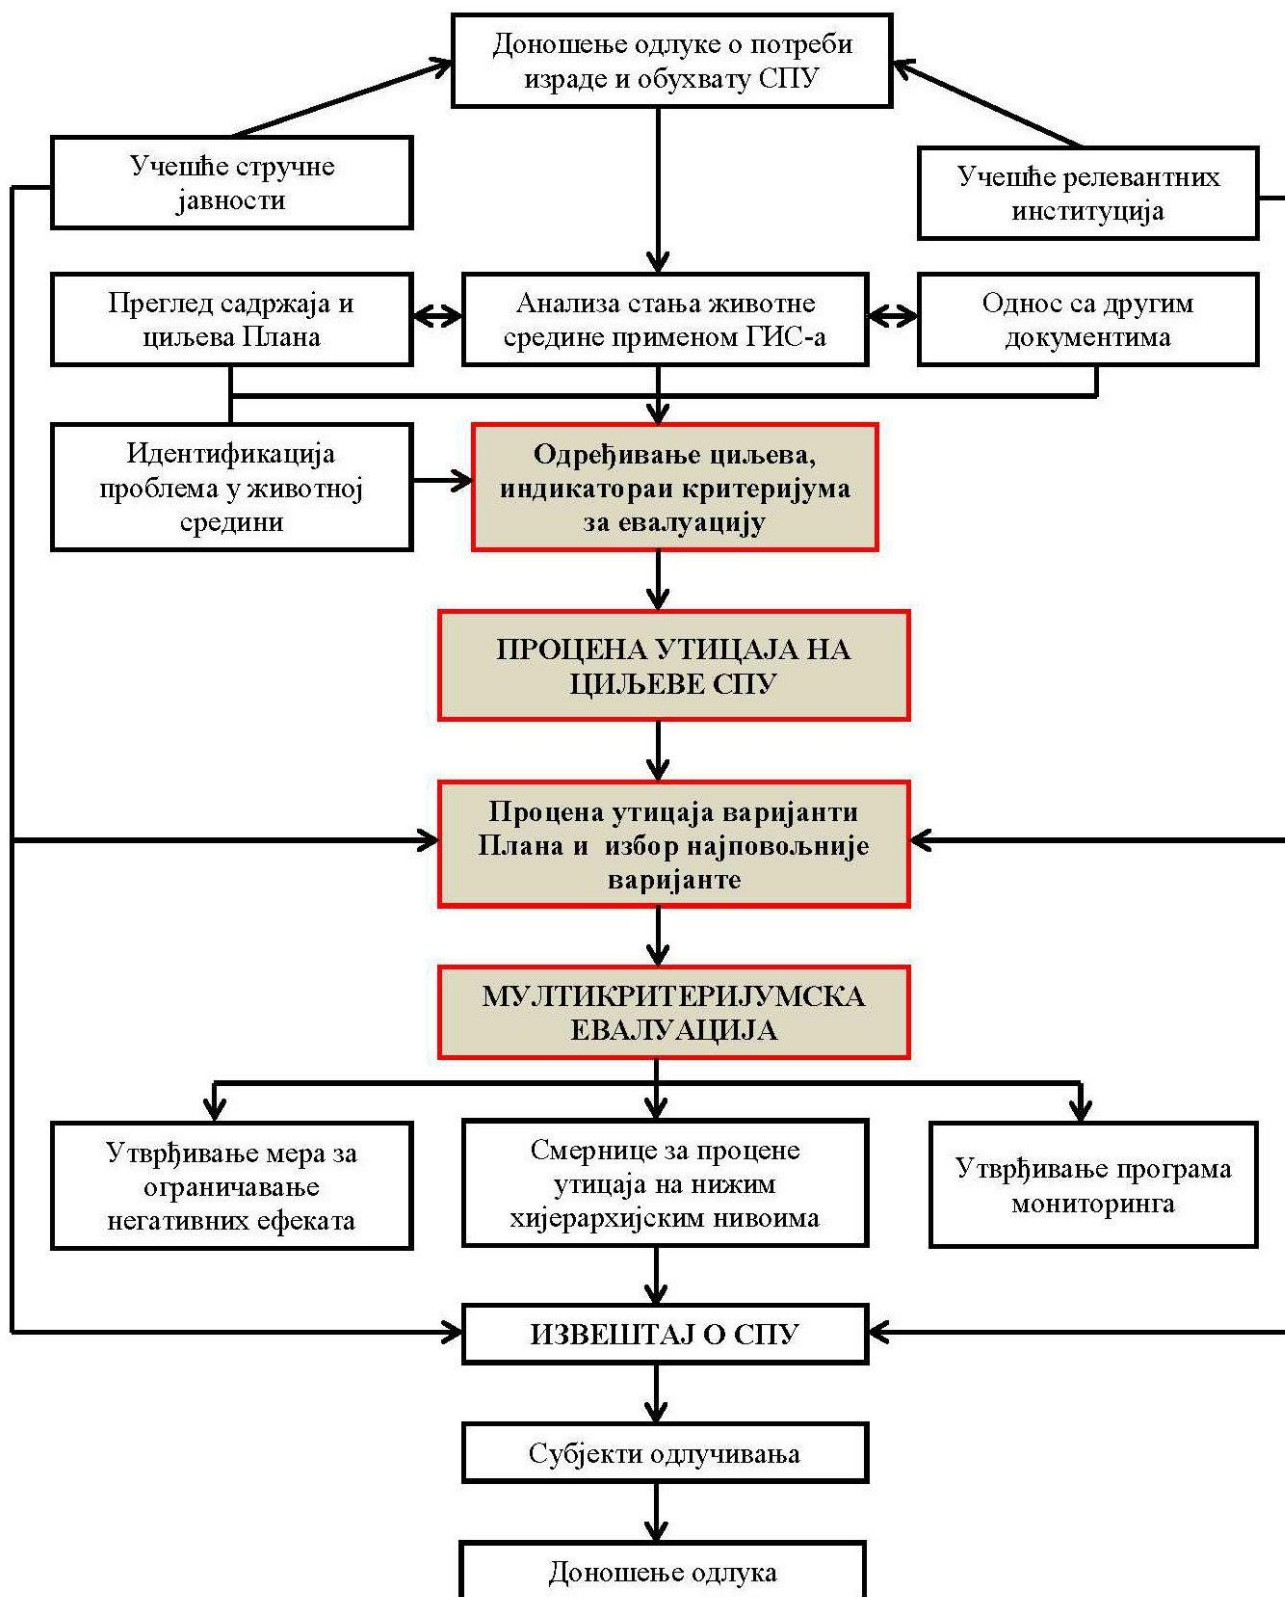 Доношење одлуке о потреби
израде и обухвату СПУ
Учешће стручне
јавности
Учешће релевантних
институција
Преглед садржаја и
циљева Плана
Анализа стања животне
средине применом ГИС-а
Однос са другим
документима
Идентификација
проблема у животној
средини
Одређивање циљева,
индикатораи критеријума
за евалуацију
ПРОЦЕНА УТИЦАЈА НА
ЦИЉЕВЕ СПУ
Процена утицаја варијанти
Плана и избор најповољније
варијанте
МУЛТИКРИТЕРИЈУМСКА
ЕВАЛУАЦИЈА
Утврђивање мера за
ограничавање
негативних ефеката
Смернице за процене
утицаја на нижим
хијерархијским нивоима
Утврђивање програма
мониторинга
ИЗВЕШТАЈ О СПУ
Субјекти одлучивања
Доношење одлука